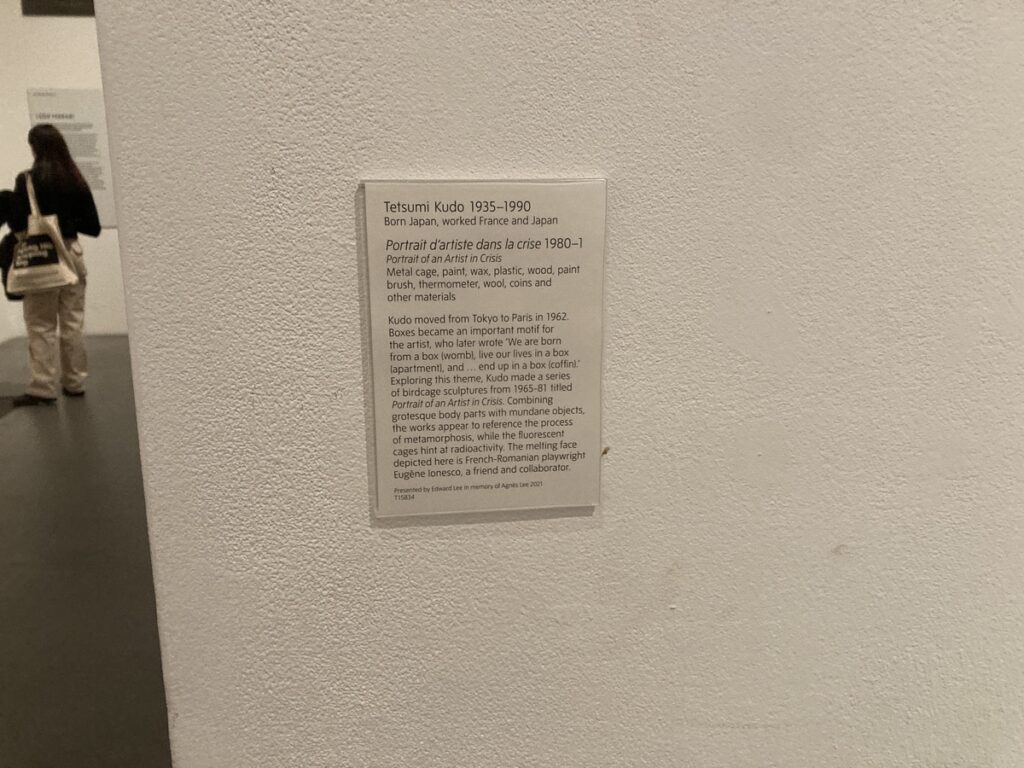 Tetsumi Kudo 1935–1990
Born Japan, worked France and Japan
Portrait d'artiste dans la crise 1980–1
Portrait of an Artist in Crisis
Metal cage, paint, wax, plastic, wood, paint
brush, thermometer, wool, coins and
other materials
Kudo moved from Tokyo to Paris in 1962.
Boxes became an important motif for
the artist, who later wrote 'We are born
from a box (womb), live our lives in a box
(apartment), and ... end up in a box (coffin).'
Exploring this theme, Kudo made a series
of birdcage sculptures from 1965-81 titled
Portrait of an Artist in Crisis. Combining
grotesque body parts with mundane objects,
the works appear to reference the process
of metamorphosis, while the fluorescent
cages hint at radioactivity. The melting face
depicted here is French-Romanian playwright
Eugène Ionesco, a friend and collaborator.
Presented by Edward Lee in memory of Agnès Lee 2021
T15834